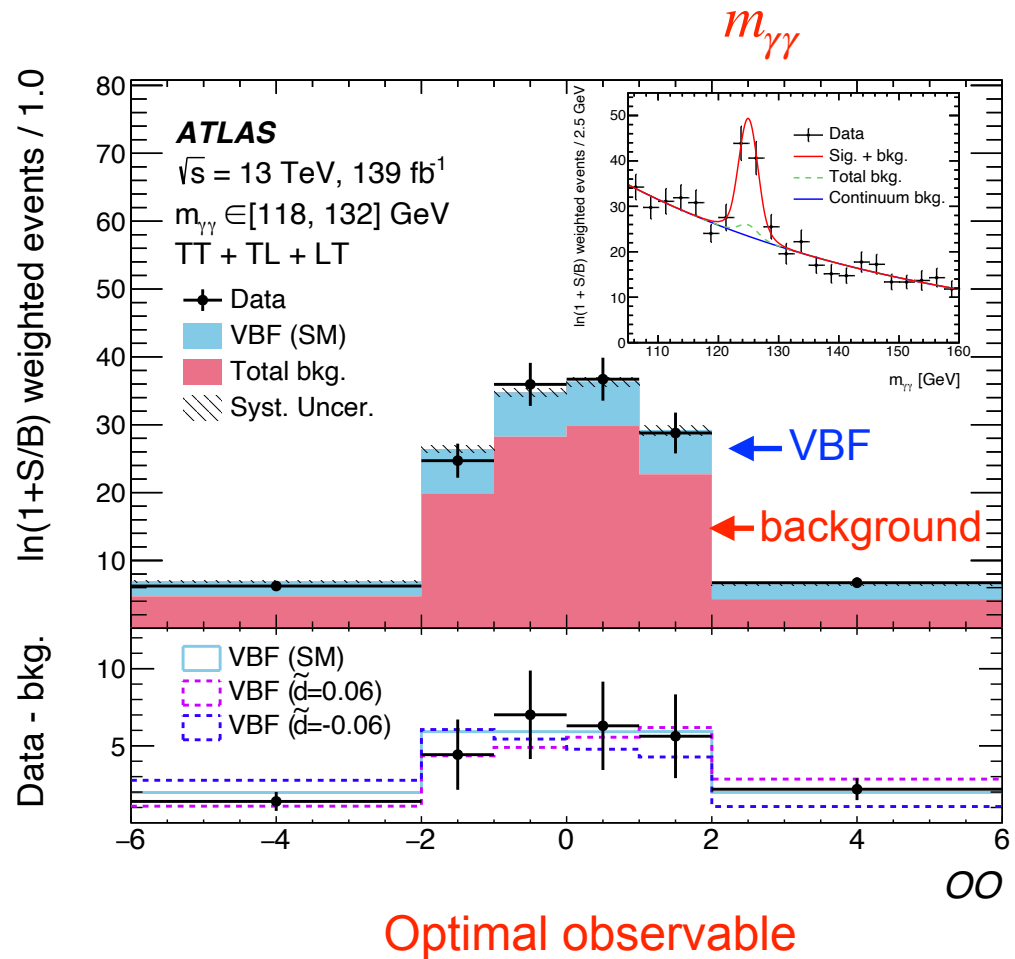 m_γγ
ln(1+S/B) weighted events / 1.0
80
70
60
50
40
30
20
10
ATLAS
√s = 13 TeV, 139 fb⁻¹
m_γγ ∈[118, 132] GeV
TT + TL + LT
Data
VBF (SM)
Total bkg.
Syst. Uncer.
ln(1 + S/B) weighted events / 2.5 GeV
50
40
30
20
10
0
Data
Sig. + bkg.
Total bkg.
Continuum bkg.
110 120 130 140 150 160
m_γγ [GeV]
VBF
background
Data - bkg.
10
5
VBF (SM)
VBF (d̃=0.06)
VBF (d̃=-0.06)
−6 −4 −2 0 2 4 6
OO
Optimal observable